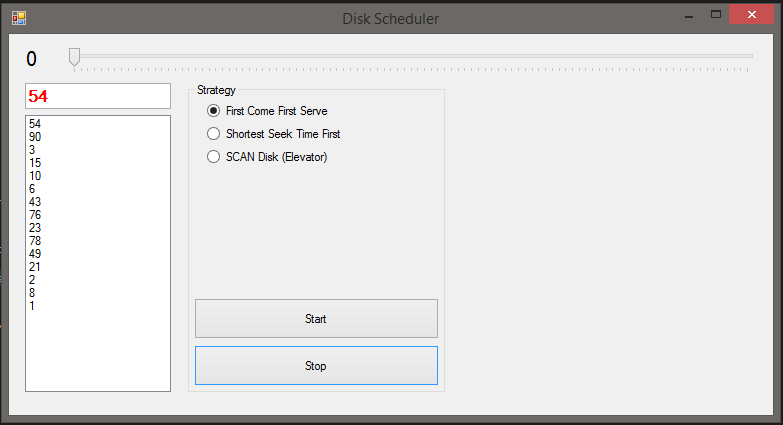 Disk Scheduler
0
54
54
90
3
15
10
6
43
76
23
78
49
21
2
8
1
Strategy
First Come First Serve
Shortest Seek Time First
SCAN Disk (Elevator)
Start
Stop